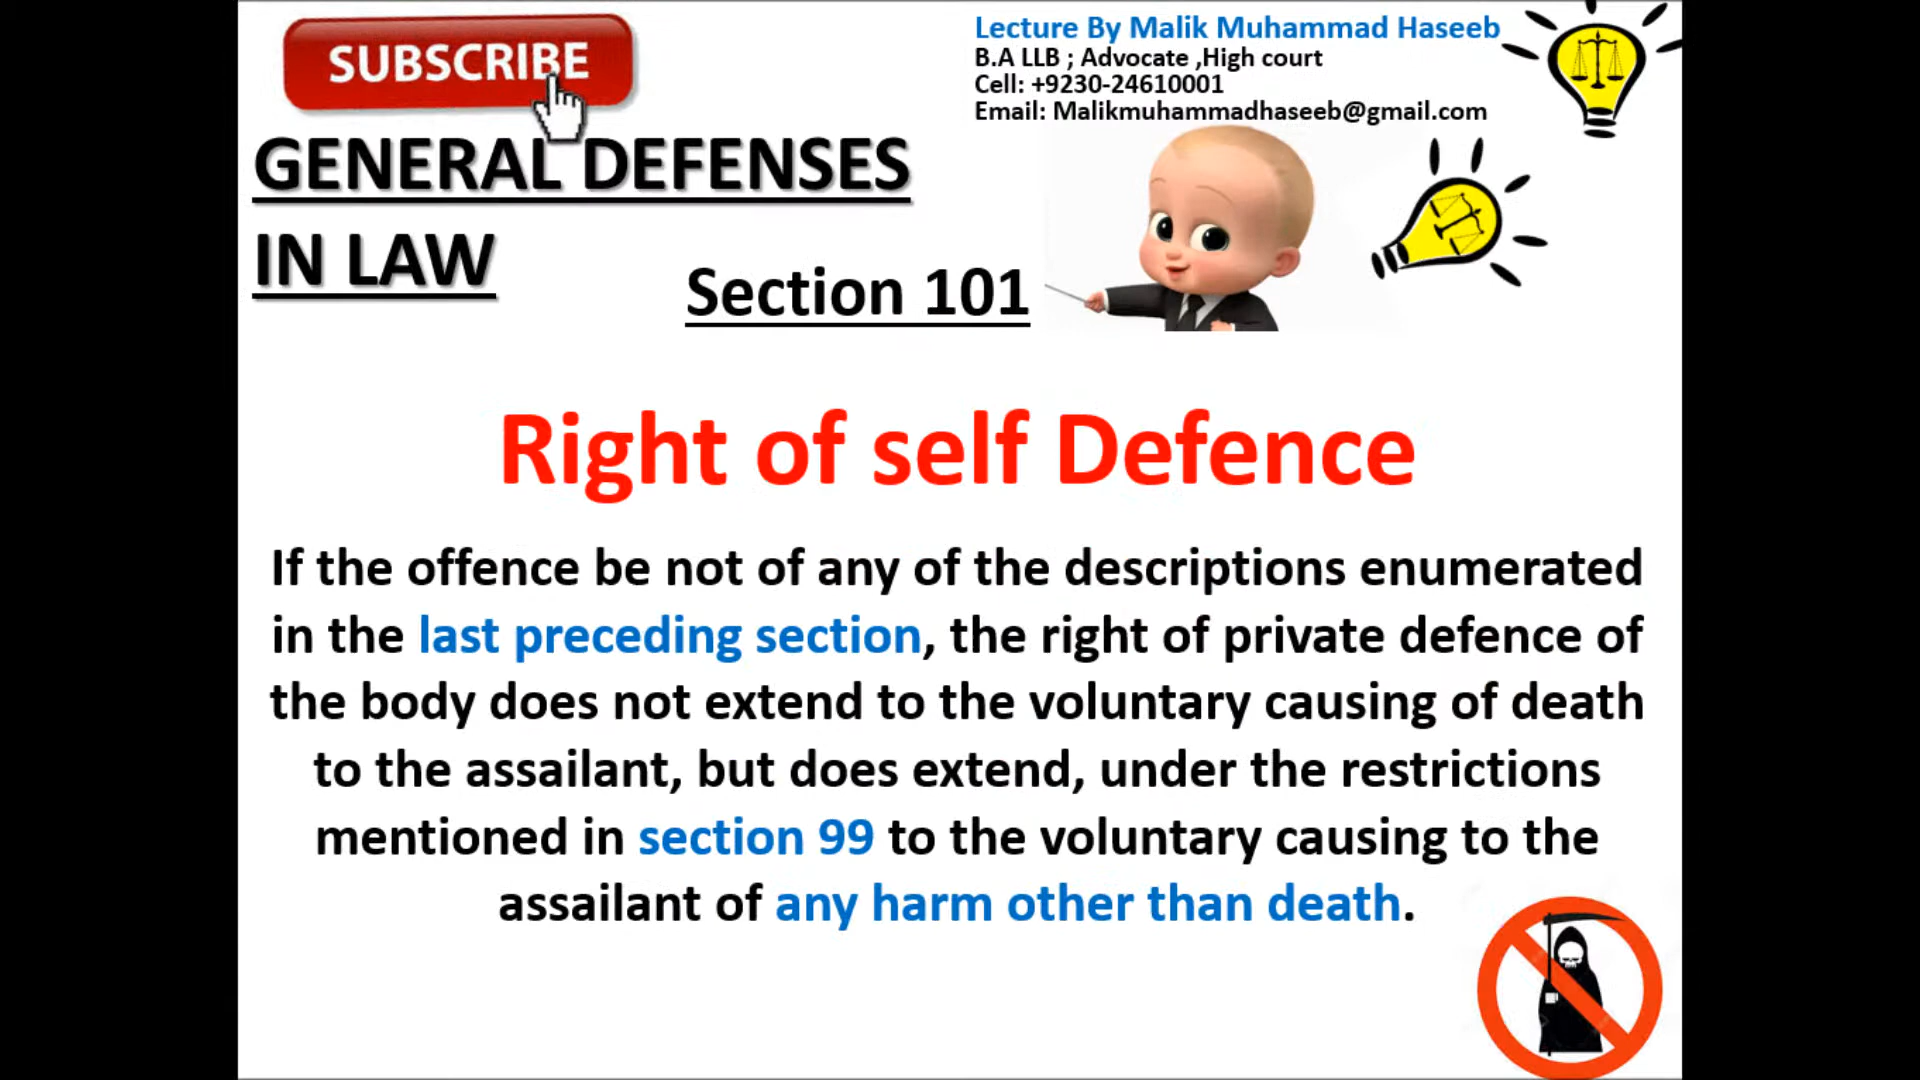 SUBSCRIBE
Lecture By Malik Muhammad Haseeb
B.A LLB ; Advocate ,High court
Cell: +9230-24610001
Email: Malikmuhammadhaseeb@gmail.com
GENERAL DEFENSES
IN LAW
Section 101
Right of self Defence
If the offence be not of any of the descriptions enumerated
in the last preceding section, the right of private defence of
the body does not extend to the voluntary causing of death
to the assailant, but does extend, under the restrictions
mentioned in section 99 to the voluntary causing to the
assailant of any harm other than death.